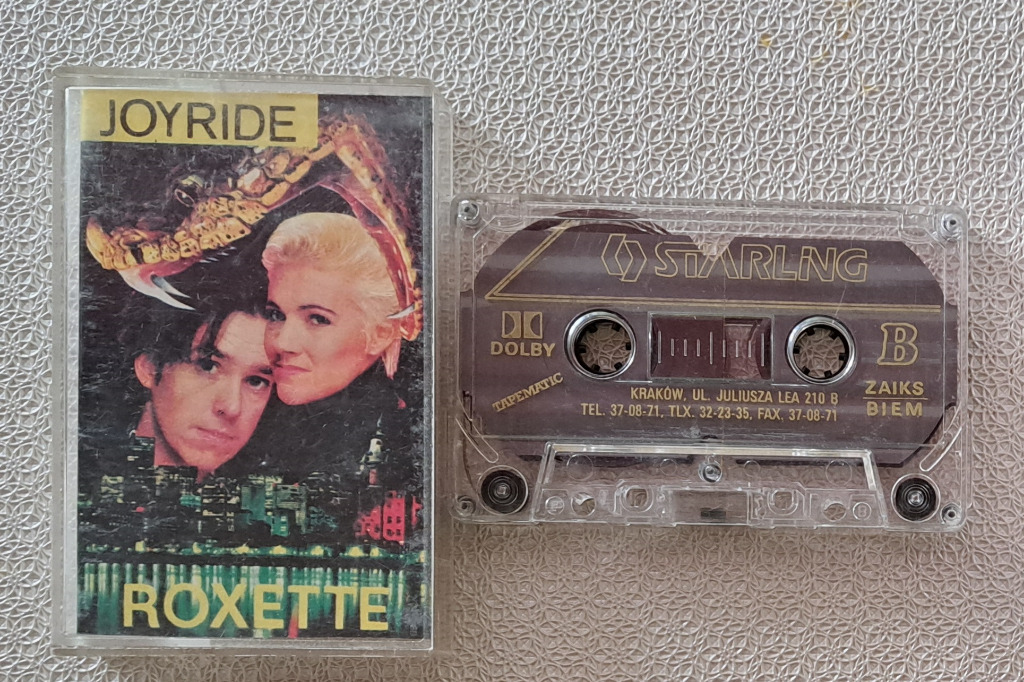 JOYRIDE
ROXETTE
STARLING
DOLBY
B
TAPEMATIC
ZAIKS
BIEM
KRAKÓW, UL. JULIUSZA LEA 210 B
TEL. 37-08-71, TLX. 32-23-35, FAX. 37-08-71